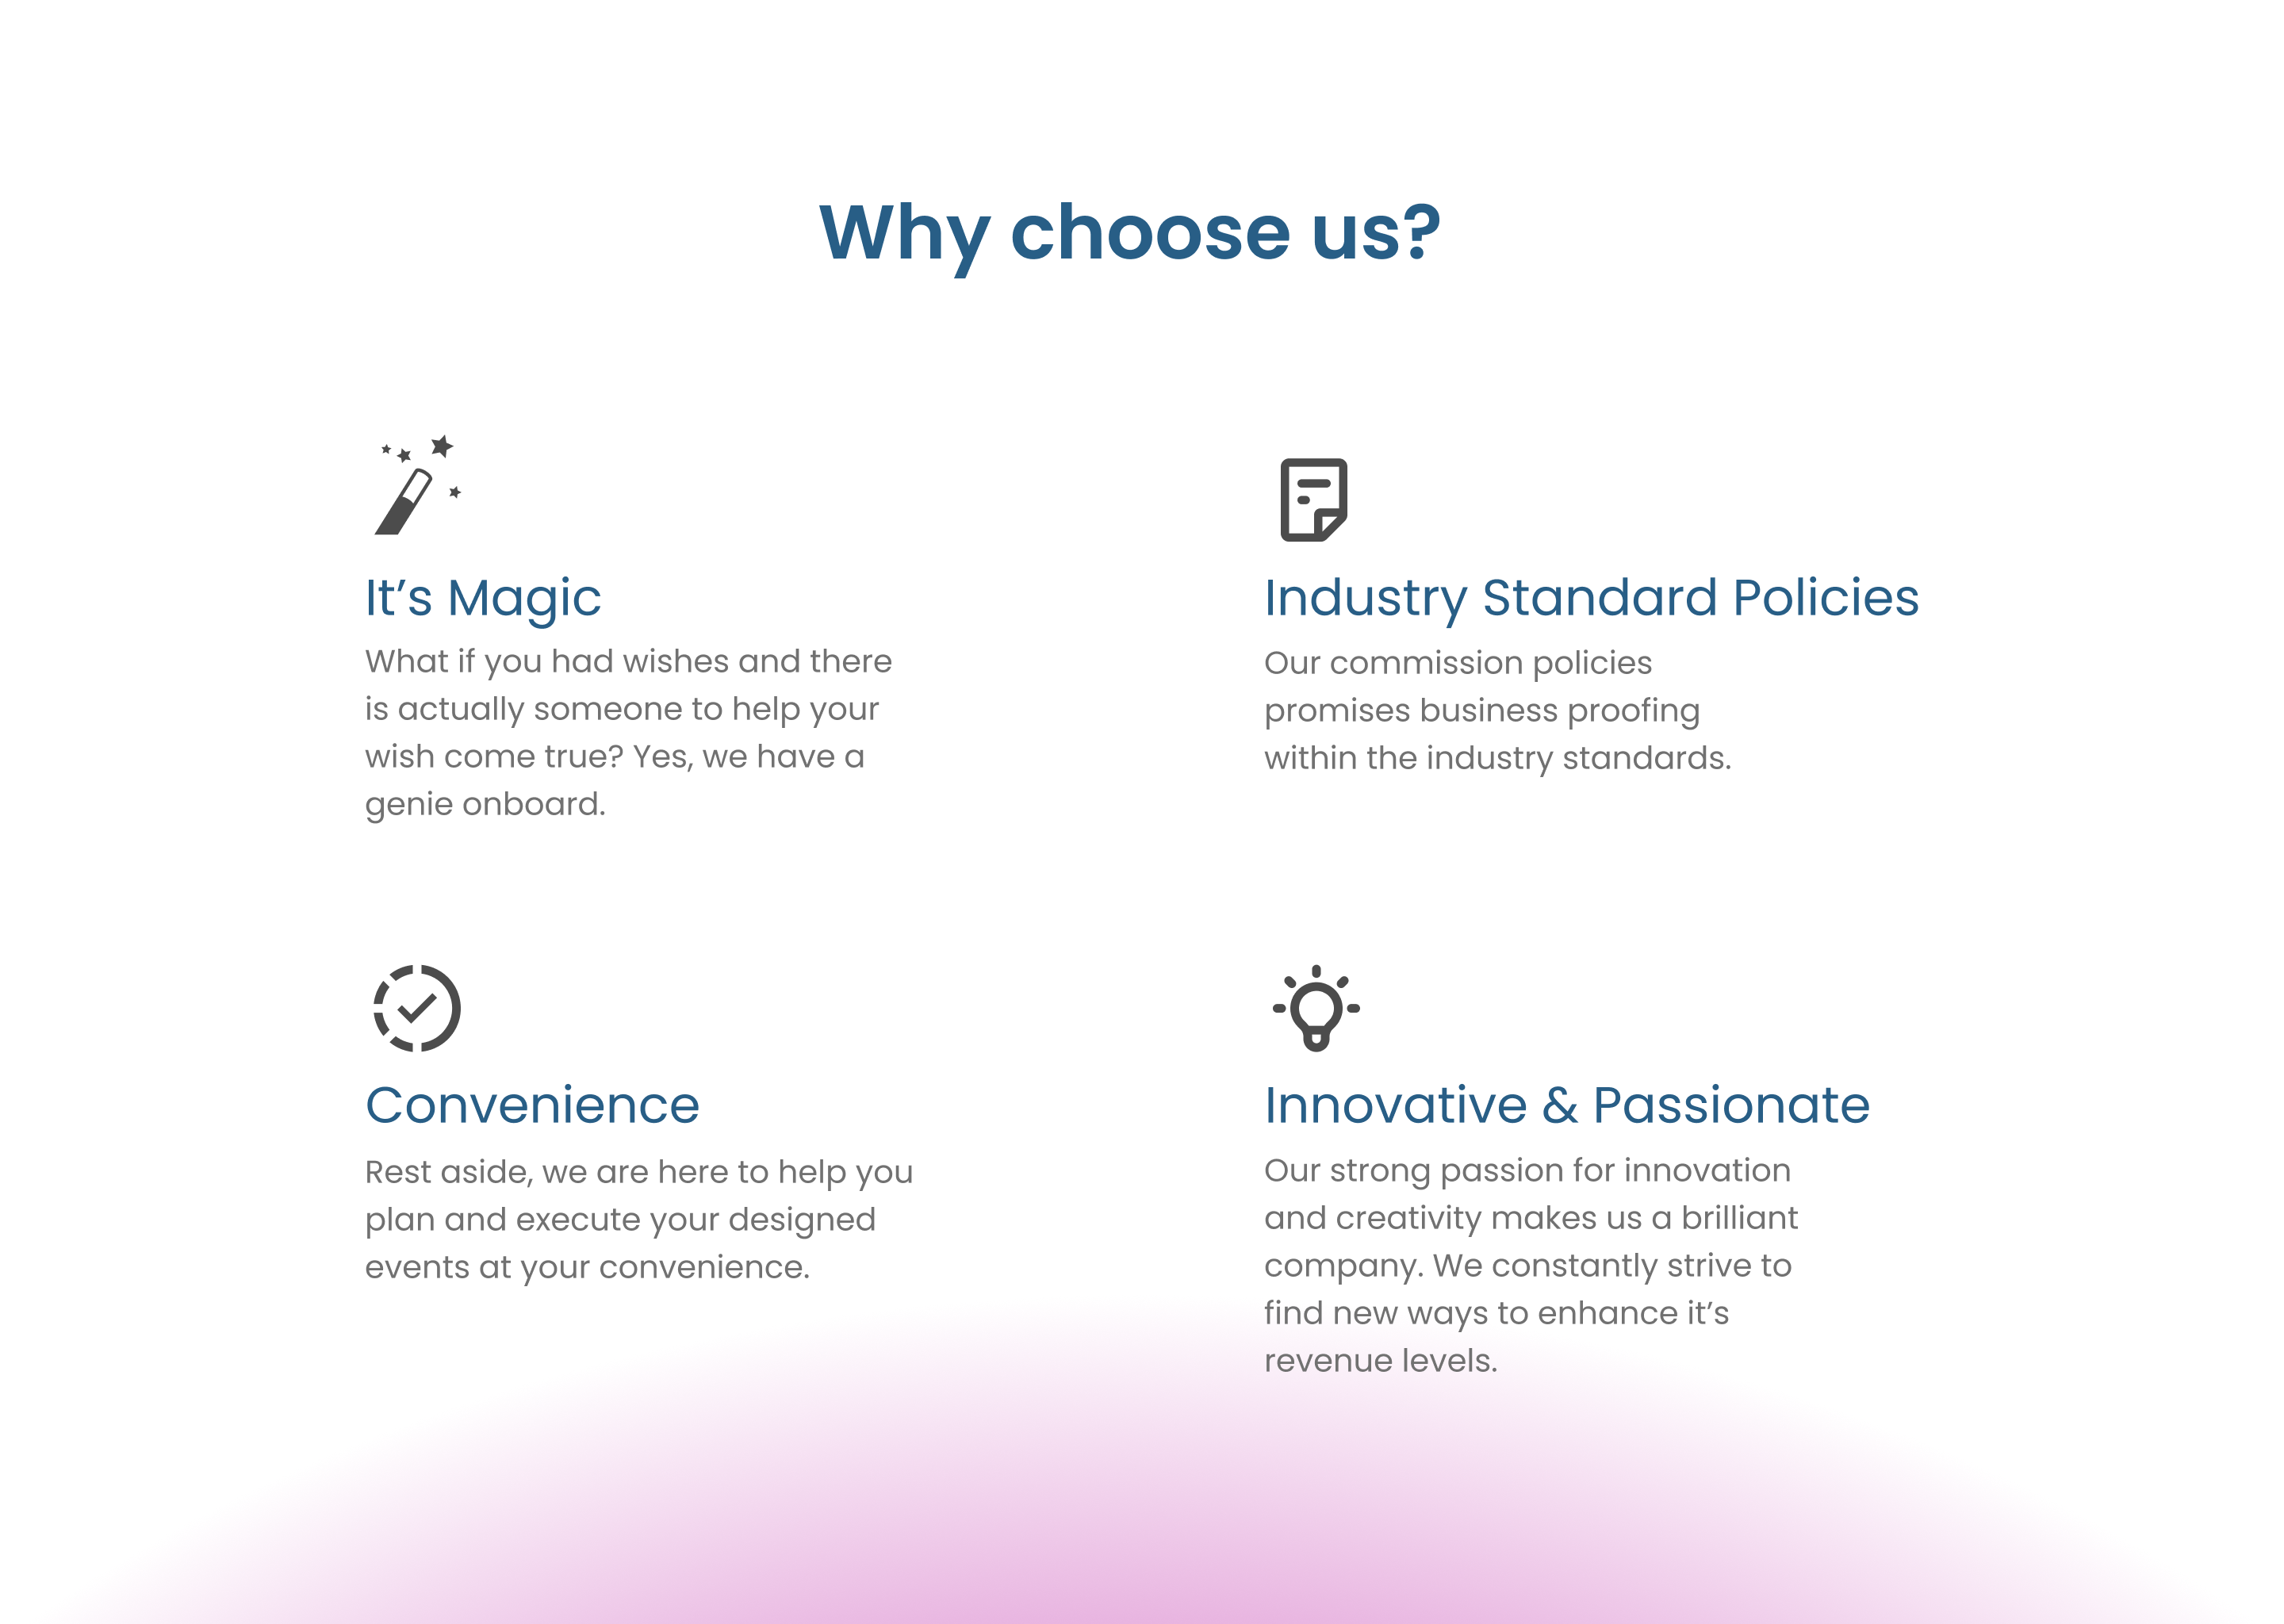 Why choose us?
It’s Magic
What if you had wishes and there
is actually someone to help your
wish come true? Yes, we have a
genie onboard.
Industry Standard Policies
Our commission policies
promises business proofing
within the industry standards.
Convenience
Rest aside, we are here to help you
plan and execute your designed
events at your convenience.
Innovative & Passionate
Our strong passion for innovation
and creativity makes us a brilliant
company. We constantly strive to
find new ways to enhance it’s
revenue levels.